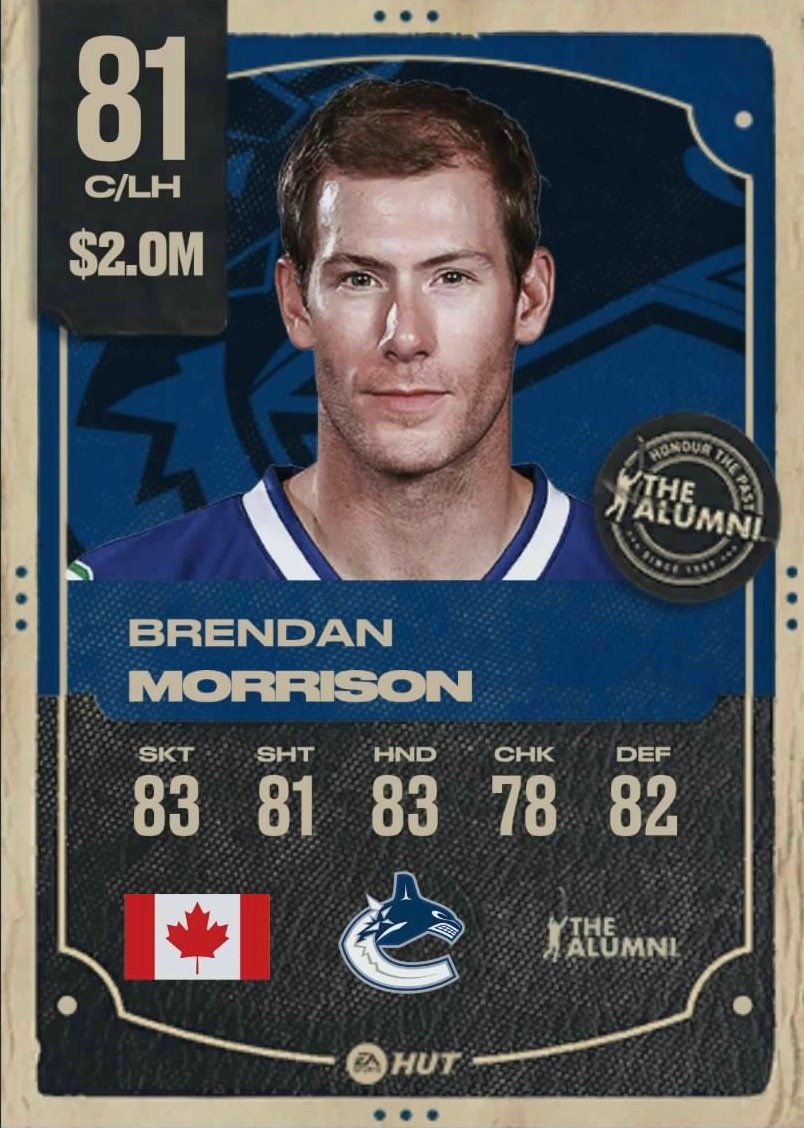 81
C/LH
$2.0M
HONOUR THE PAST
THE
ALUMNI
BRENDAN
MORRISON
SKT SHT HND CHK DEF
83 81 83 78 82
THE
ALUMNI
EA
HUT